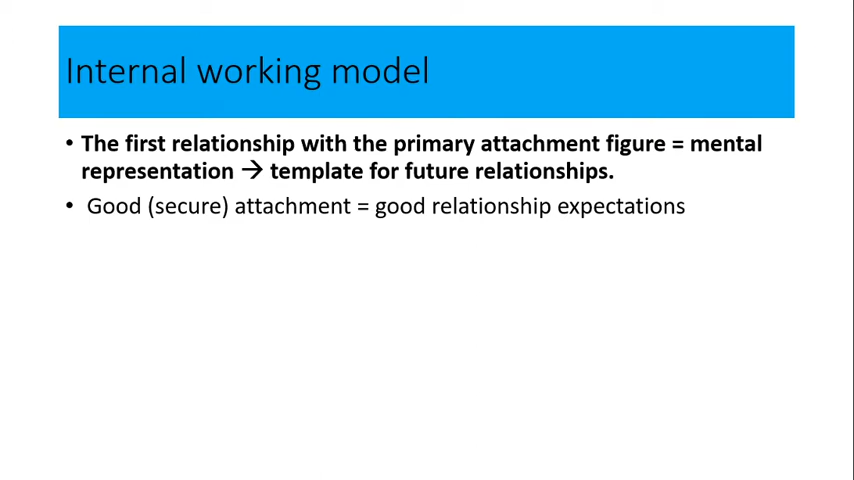 Internal working model
• The first relationship with the primary attachment figure = mental
representation → template for future relationships.
• Good (secure) attachment = good relationship expectations